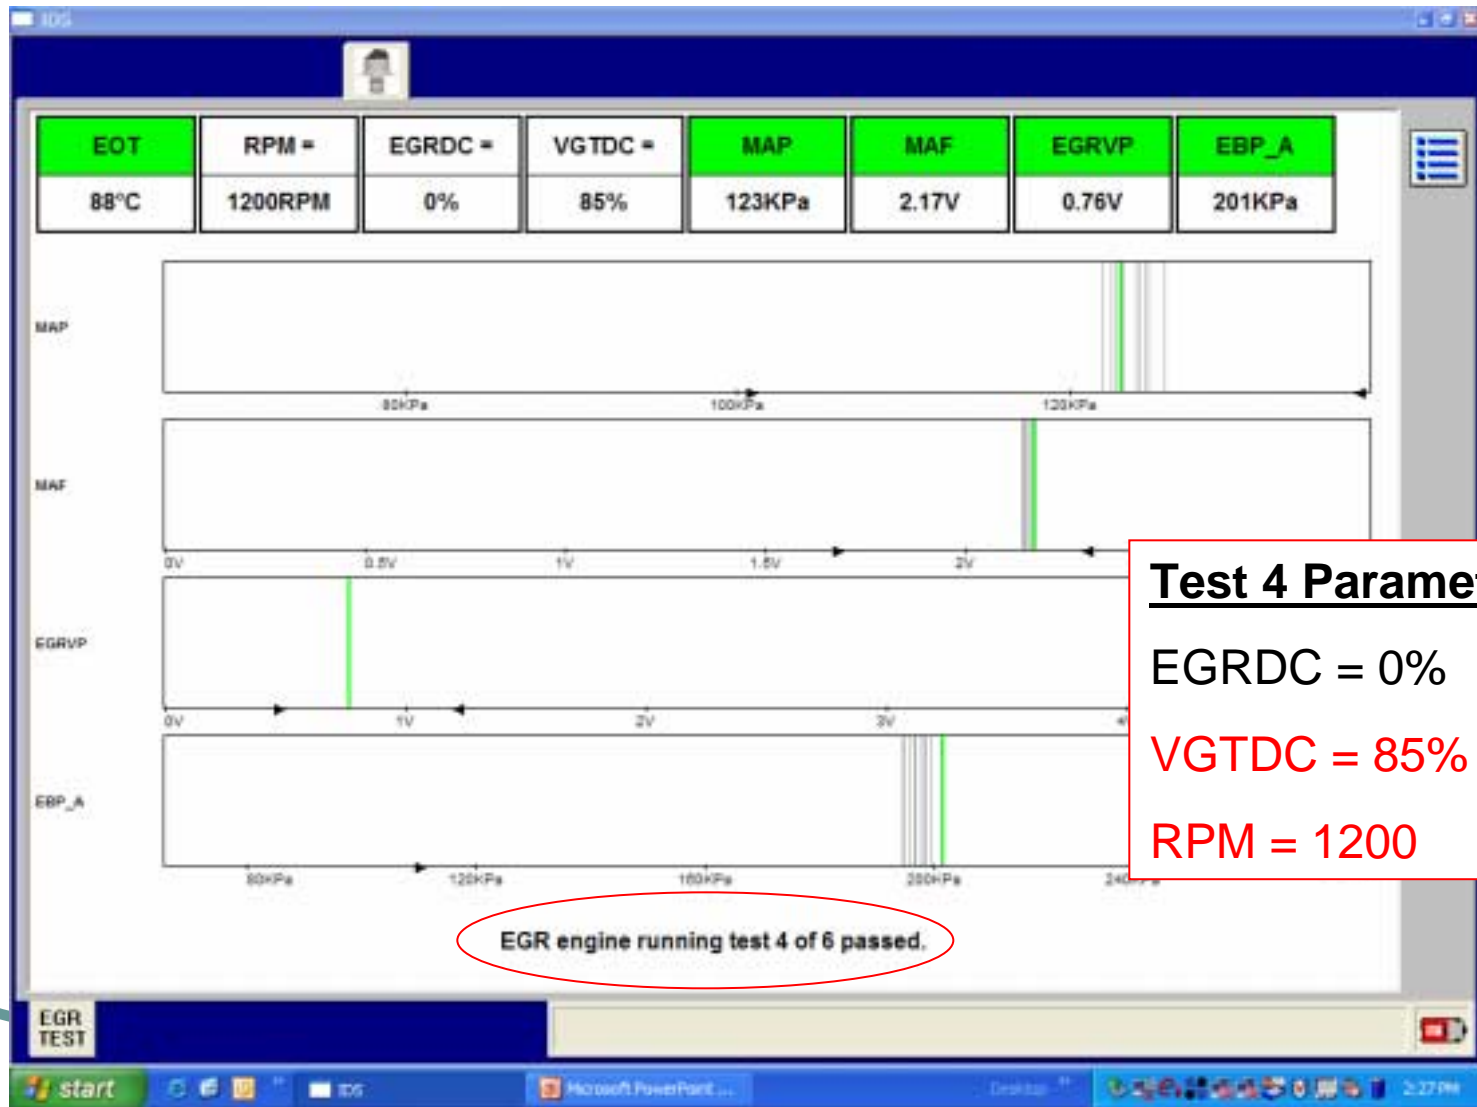 IDS
EOT RPM = EGRDC = VGTDC = MAP MAF EGRVP EBP_A
88°C 1200RPM 0% 85% 123KPa 2.17V 0.76V 201KPa
MAP
80KPa 100KPa 120KPa
MAF
0V 0.5V 1V 1.5V 2V
EGRVP
0V 1V 2V 3V
EBP_A
80KPa 120KPa 160KPa 200KPa
Test 4 Paramet
EGRDC = 0%
VGTDC = 85%
RPM = 1200
EGR engine running test 4 of 6 passed.
EGR
TEST
start IDS Microsoft PowerPoint ... Desktop 2:27 PM